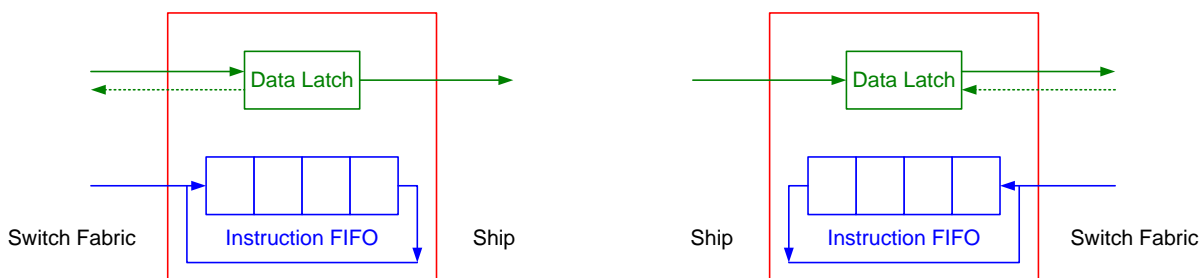 Data Latch
Switch Fabric
Instruction FIFO
Ship
Data Latch
Ship
Instruction FIFO
Switch Fabric